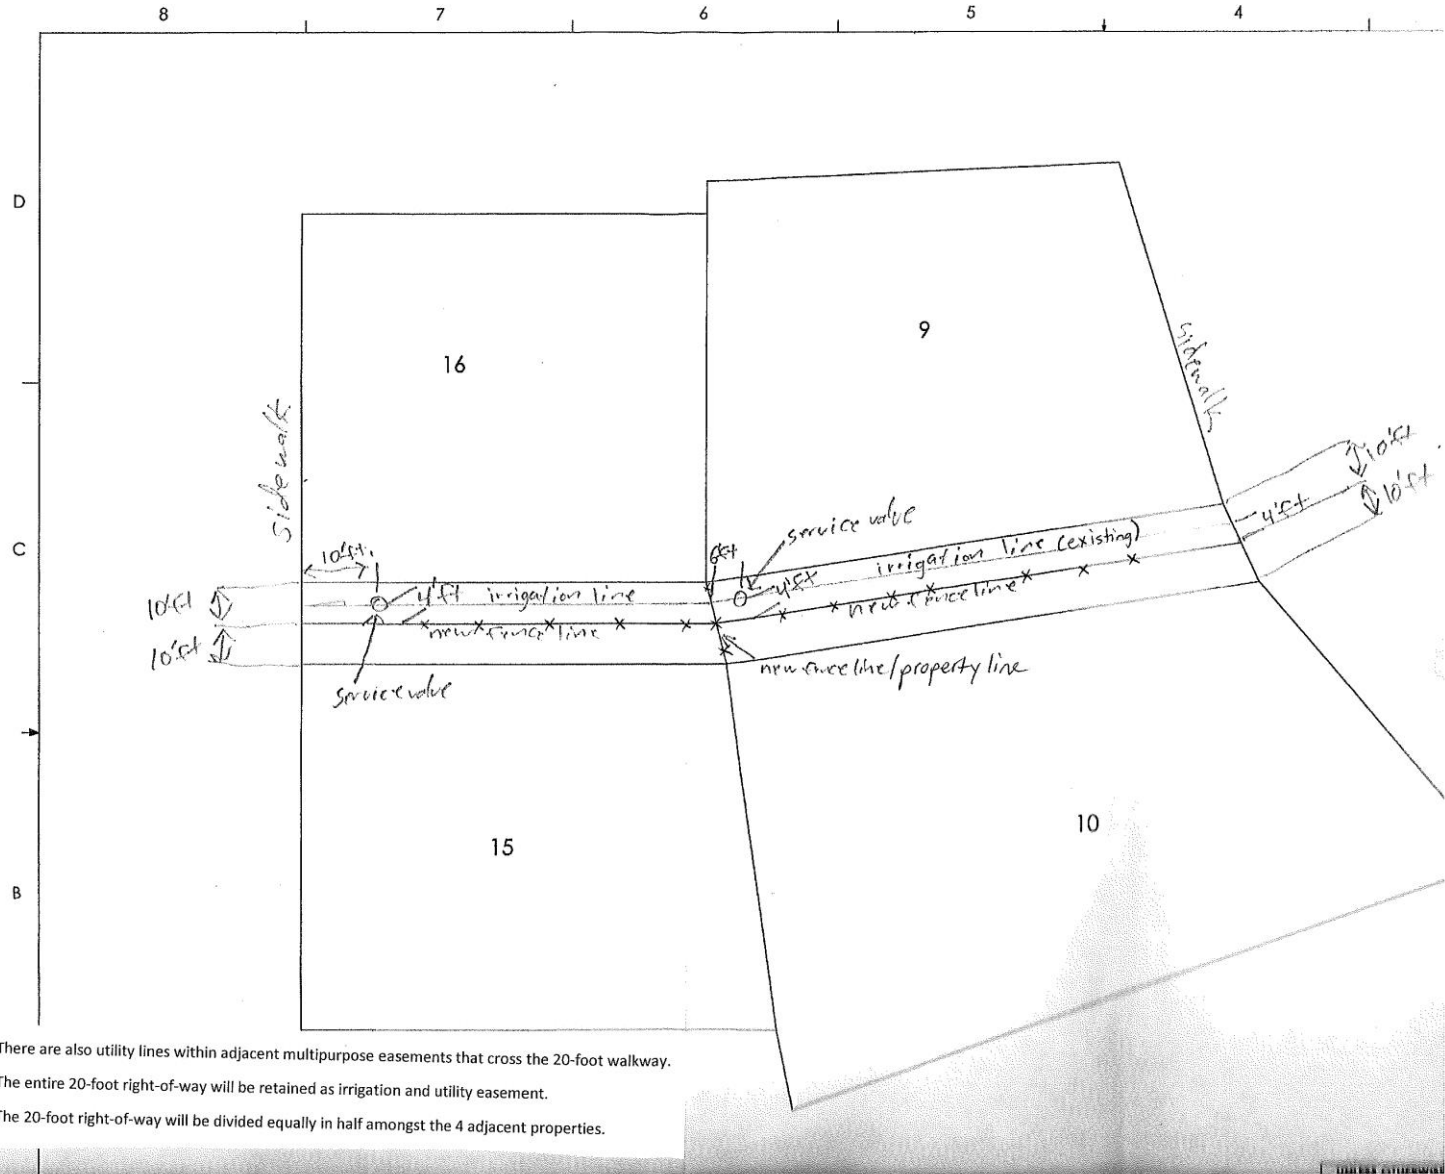 8 7 6 5 4
D
9
16
Sidewalk
sidewalk
10'ft
10'ft
4'ft
service valve
C
10'ft.
6ft
irrigation line (existing)
4'ft irrigation line
4'ft
10'ft
new fence line
new fence line
10'ft
new fence line/property line
service valve
10
15
B
There are also utility lines within adjacent multipurpose easements that cross the 20-foot walkway.
The entire 20-foot right-of-way will be retained as irrigation and utility easement.
The 20-foot right-of-way will be divided equally in half amongst the 4 adjacent properties.